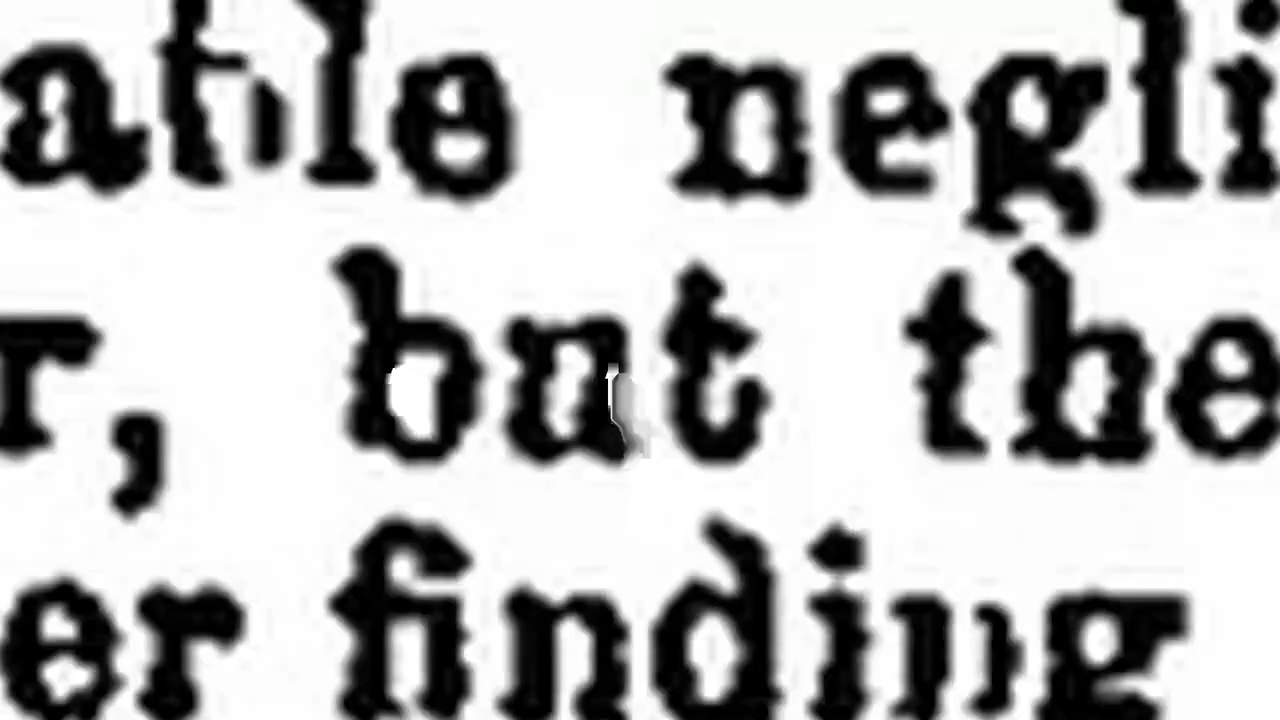 able negli
r, but the
er finding